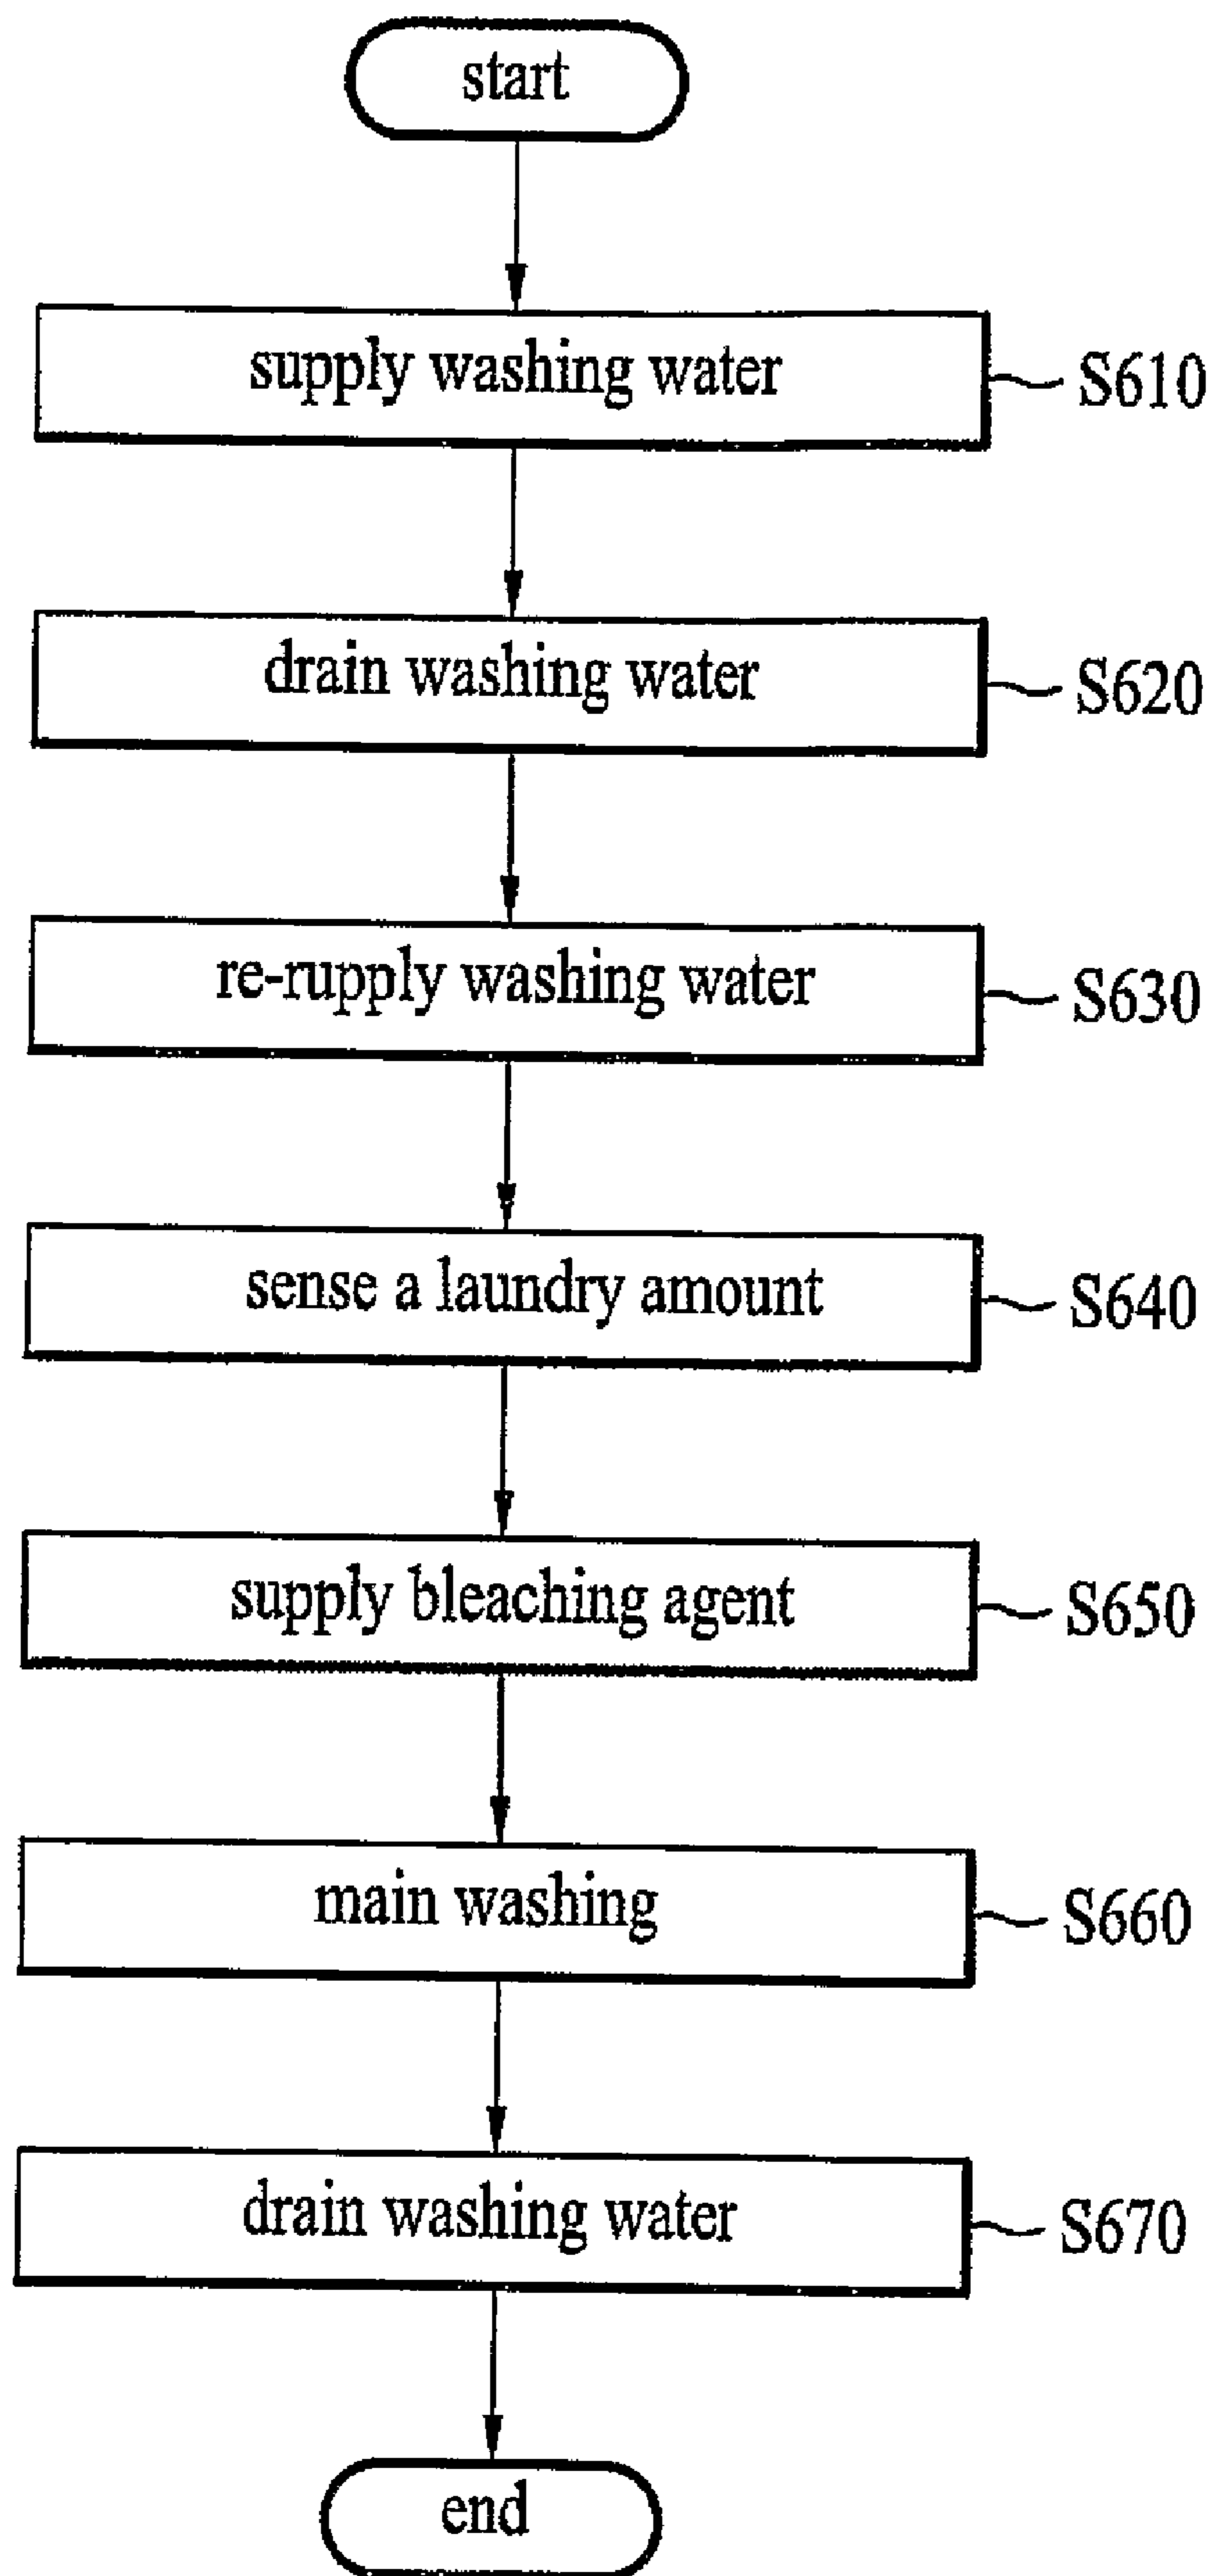 start
supply washing water S610
drain washing water S620
re-rupply washing water S630
sense a laundry amount S640
supply bleaching agent S650
main washing S660
drain washing water S670
end